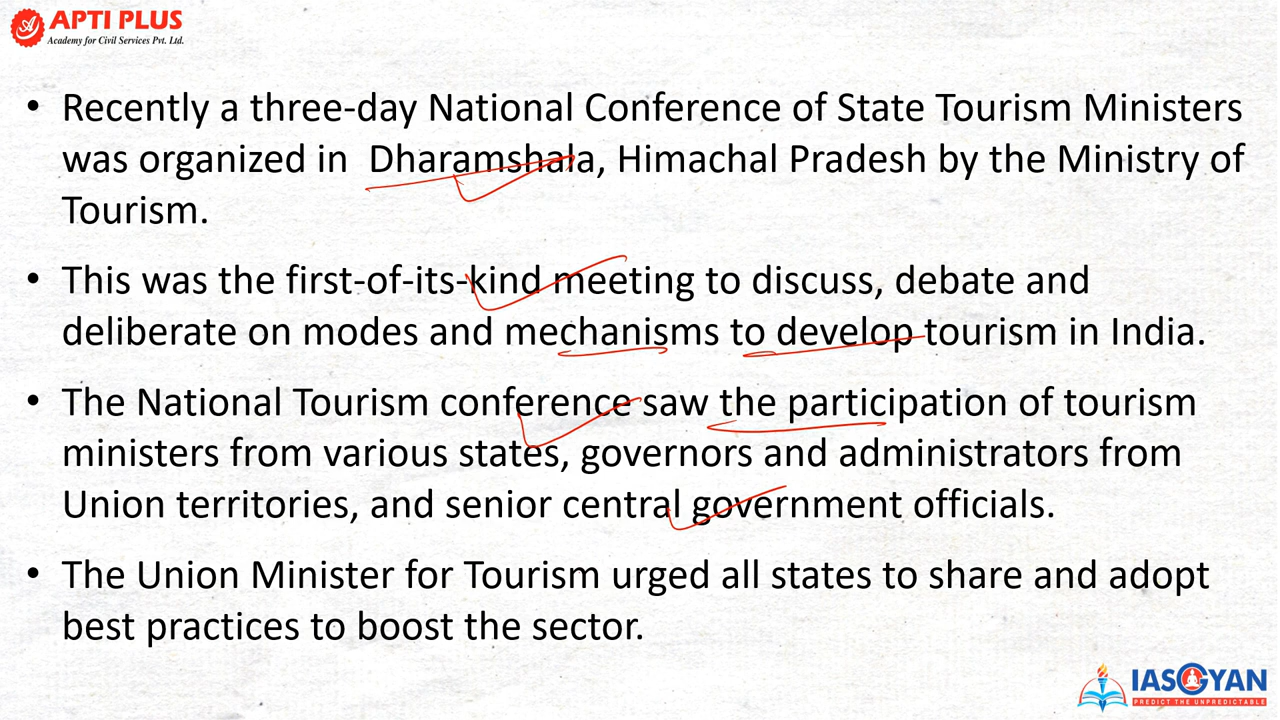 APTI PLUS
Academy for Civil Services Pvt. Ltd.
• Recently a three-day National Conference of State Tourism Ministers
was organized in Dharamshala, Himachal Pradesh by the Ministry of
Tourism.
• This was the first-of-its-kind meeting to discuss, debate and
deliberate on modes and mechanisms to develop tourism in India.
• The National Tourism conference saw the participation of tourism
ministers from various states, governors and administrators from
Union territories, and senior central government officials.
• The Union Minister for Tourism urged all states to share and adopt
best practices to boost the sector.
IASGYAN
PREDICT THE UNPREDICTABLE